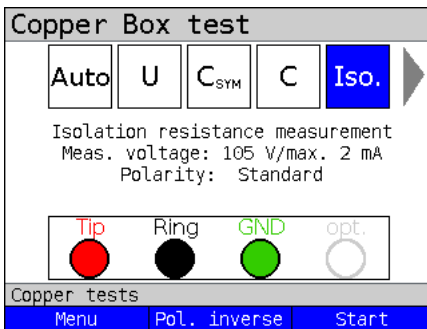 Copper Box test
Auto U CSYM C Iso.
Isolation resistance measurement
Meas. voltage: 105 V/max. 2 mA
Polarity: Standard
Tip Ring GND opt.
Copper tests
Menu Pol. inverse Start